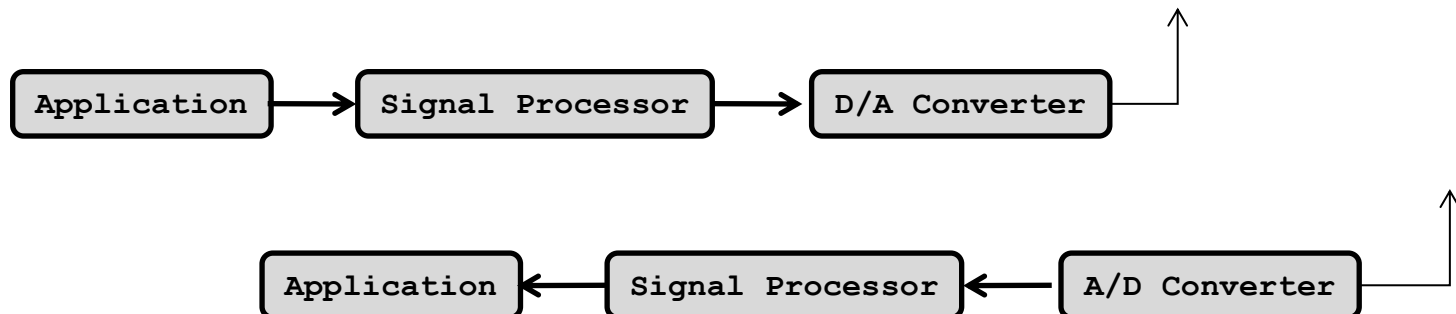 Application Signal Processor D/A Converter
Application Signal Processor A/D Converter